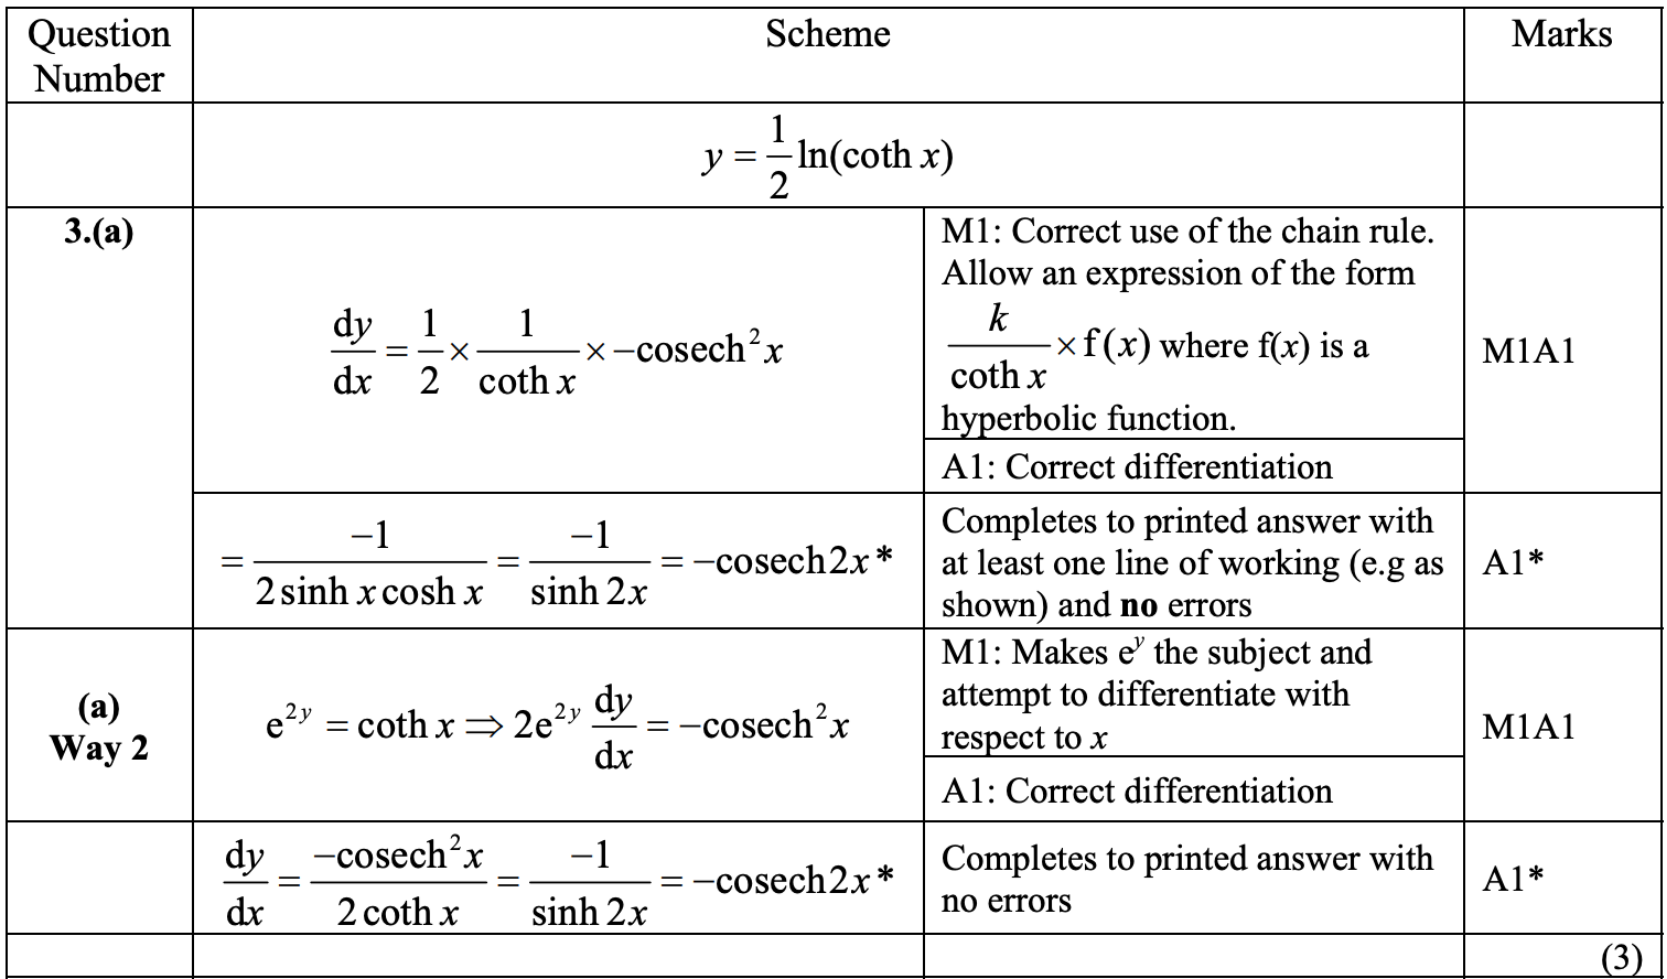 Question Number	Scheme	Marks
y = 1/2 ln(coth x)
3.(a)
dy/dx = 1/2 × 1/(coth x) × −cosech²x
M1: Correct use of the chain rule.
Allow an expression of the form
k/(coth x) × f(x) where f(x) is a
hyperbolic function.
M1A1
A1: Correct differentiation
= −1/(2 sinh x cosh x) = −1/(sinh 2x) = −cosech2x*
Completes to printed answer with
at least one line of working (e.g as
shown) and no errors
A1*
(a)
Way 2
e^(2y) = coth x ⇒ 2e^(2y) dy/dx = −cosech²x
M1: Makes e^y the subject and
attempt to differentiate with
respect to x
M1A1
A1: Correct differentiation
dy/dx = −cosech²x/(2 coth x) = −1/(sinh 2x) = −cosech2x*
Completes to printed answer with
no errors
A1*
(3)